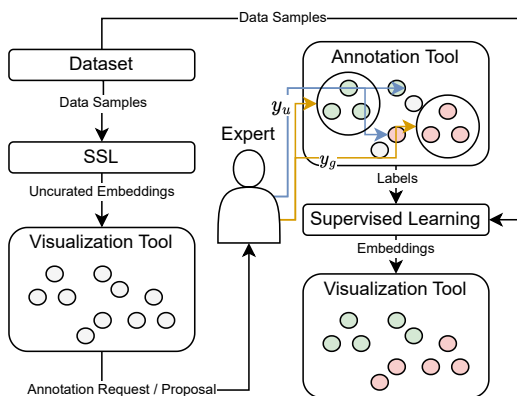 Data Samples
Dataset
Data Samples
SSL
Uncurated Embeddings
Visualization Tool
Annotation Request / Proposal
Expert
Annotation Tool
y_u
y_g
Labels
Supervised Learning
Embeddings
Visualization Tool